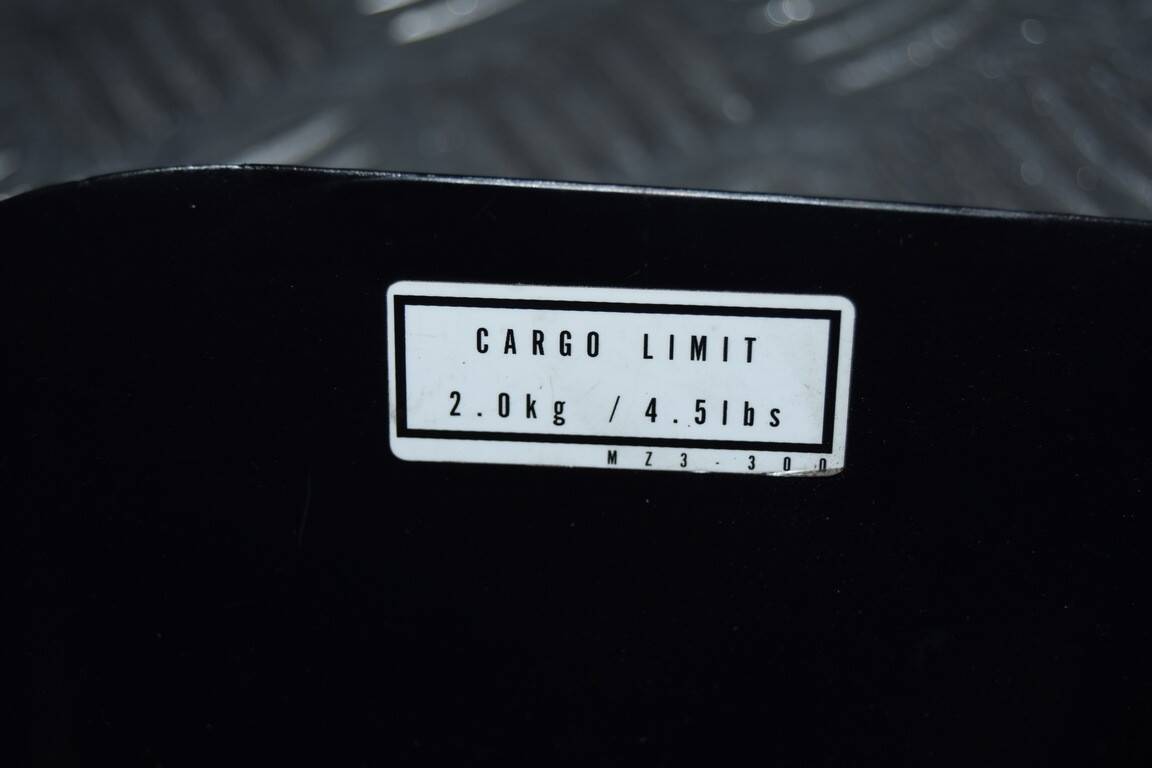 CARGO LIMIT
2.0kg / 4.5lbs
MZ3-300